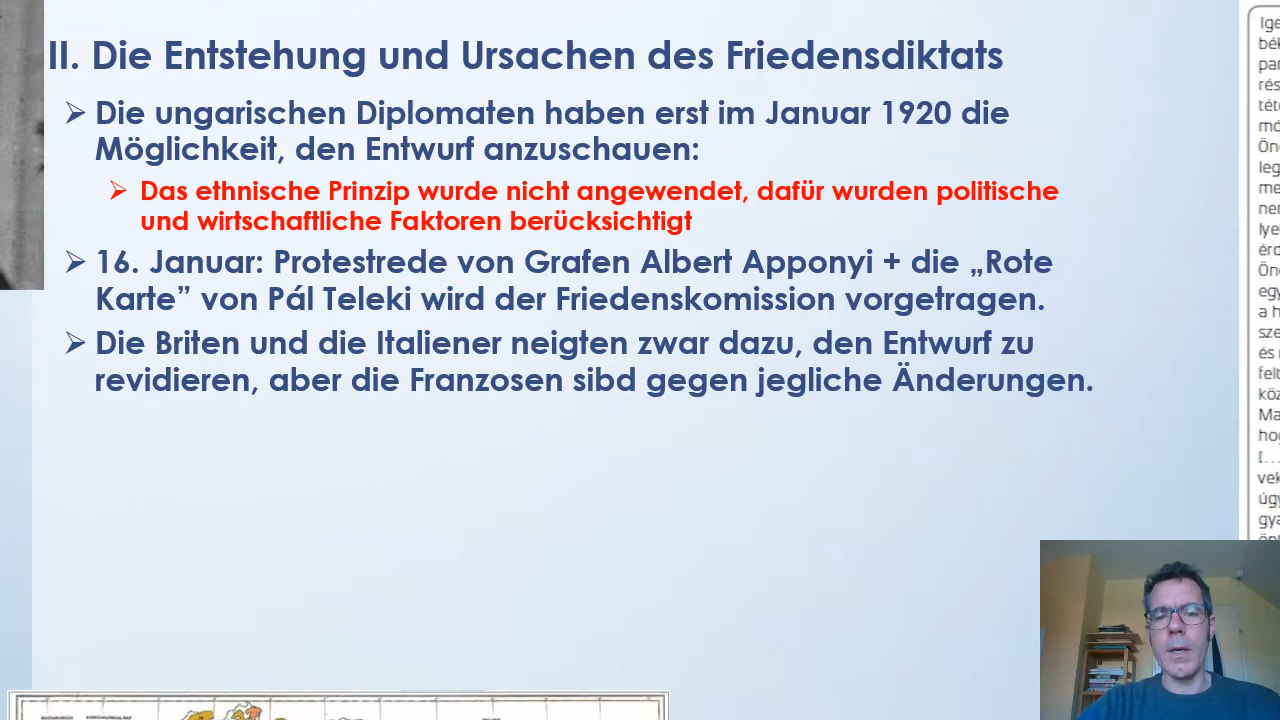 II. Die Entstehung und Ursachen des Friedensdiktats
Die ungarischen Diplomaten haben erst im Januar 1920 die
Möglichkeit, den Entwurf anzuschauen:
Das ethnische Prinzip wurde nicht angewendet, dafür wurden politische
und wirtschaftliche Faktoren berücksichtigt
16. Januar: Protestrede von Grafen Albert Apponyi + die „Rote
Karte” von Pál Teleki wird der Friedenskomission vorgetragen.
Die Briten und die Italiener neigten zwar dazu, den Entwurf zu
revidieren, aber die Franzosen sibd gegen jegliche Änderungen.